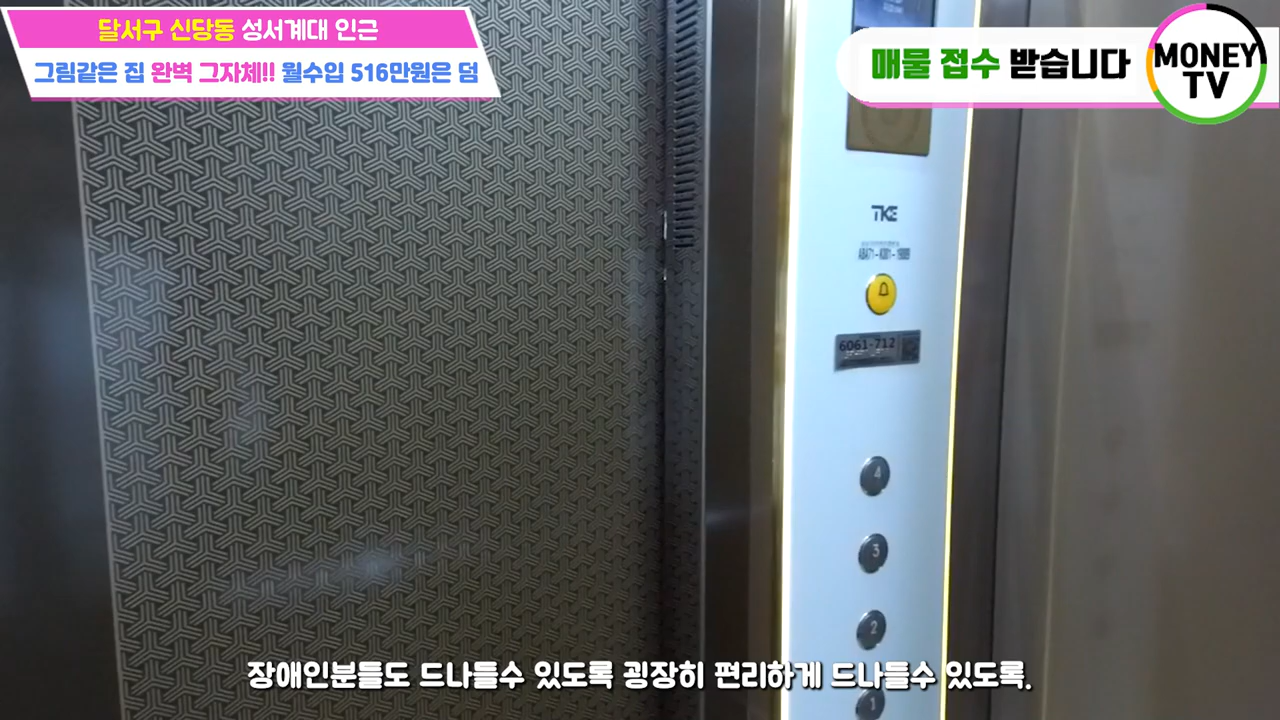 달서구 신당동 성서계대 인근
그림같은 집 완벽 그자체!! 월수입 516만원은 덤
매물 접수 받습니다
MONEY
TV
TKE
6061-712
4
3
2
1
장애인분들도 드나들수 있도록 굉장히 편리하게 드나들수 있도록.